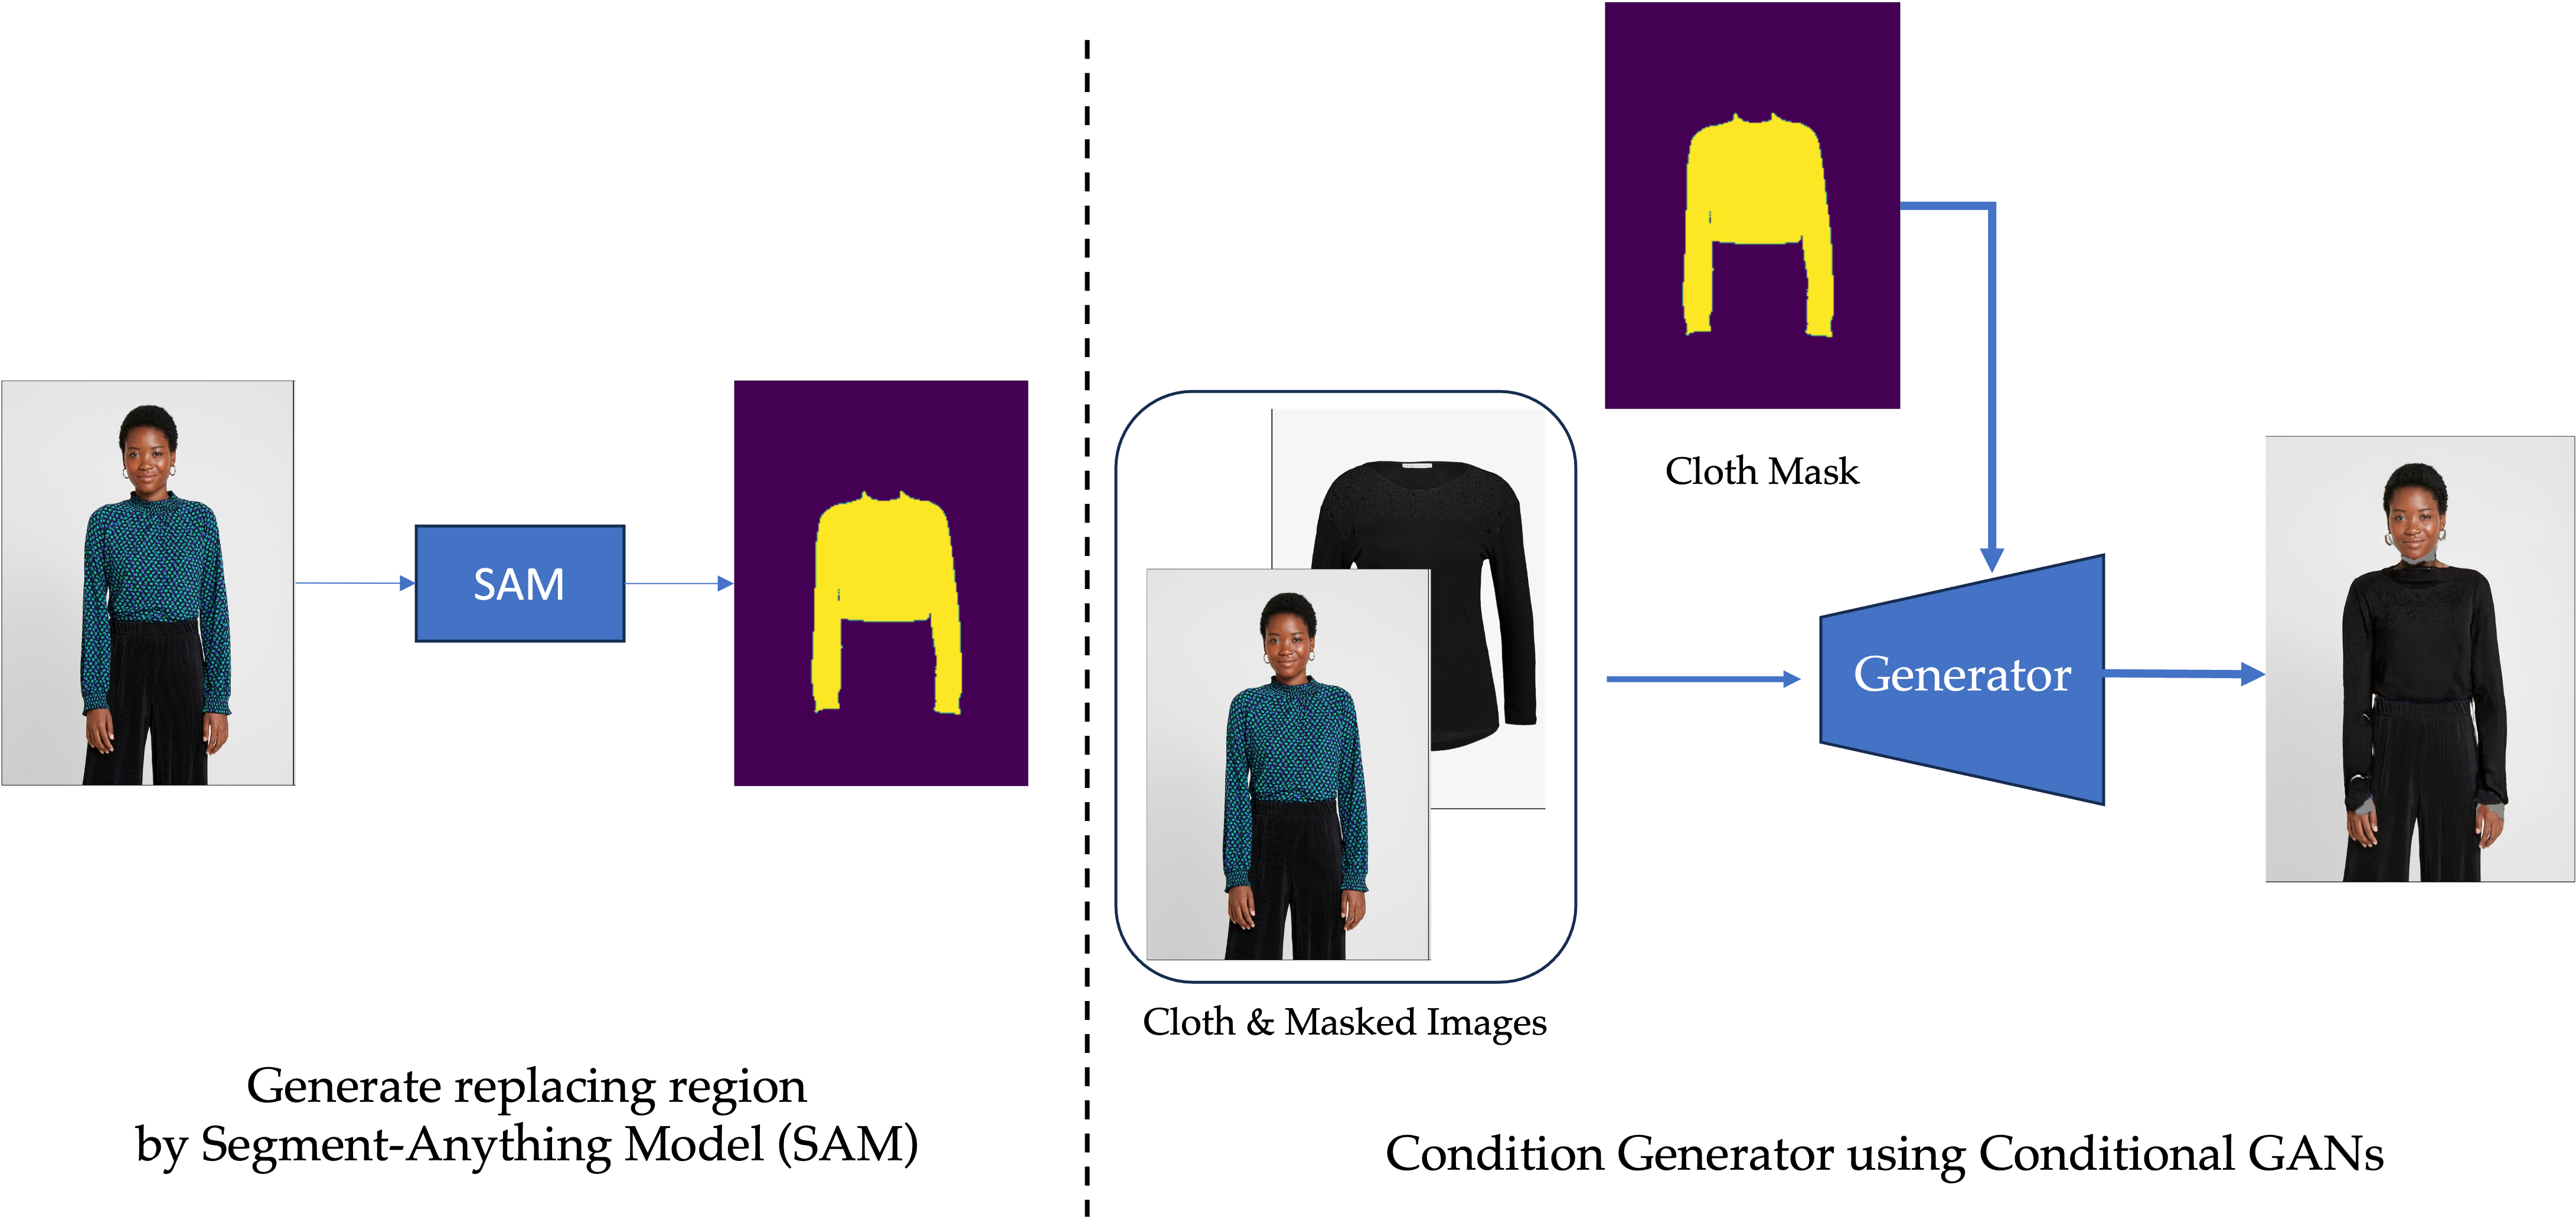 SAM
Generate replacing region
by Segment-Anything Model (SAM)
Cloth Mask
Generator
Cloth & Masked Images
Condition Generator using Conditional GANs